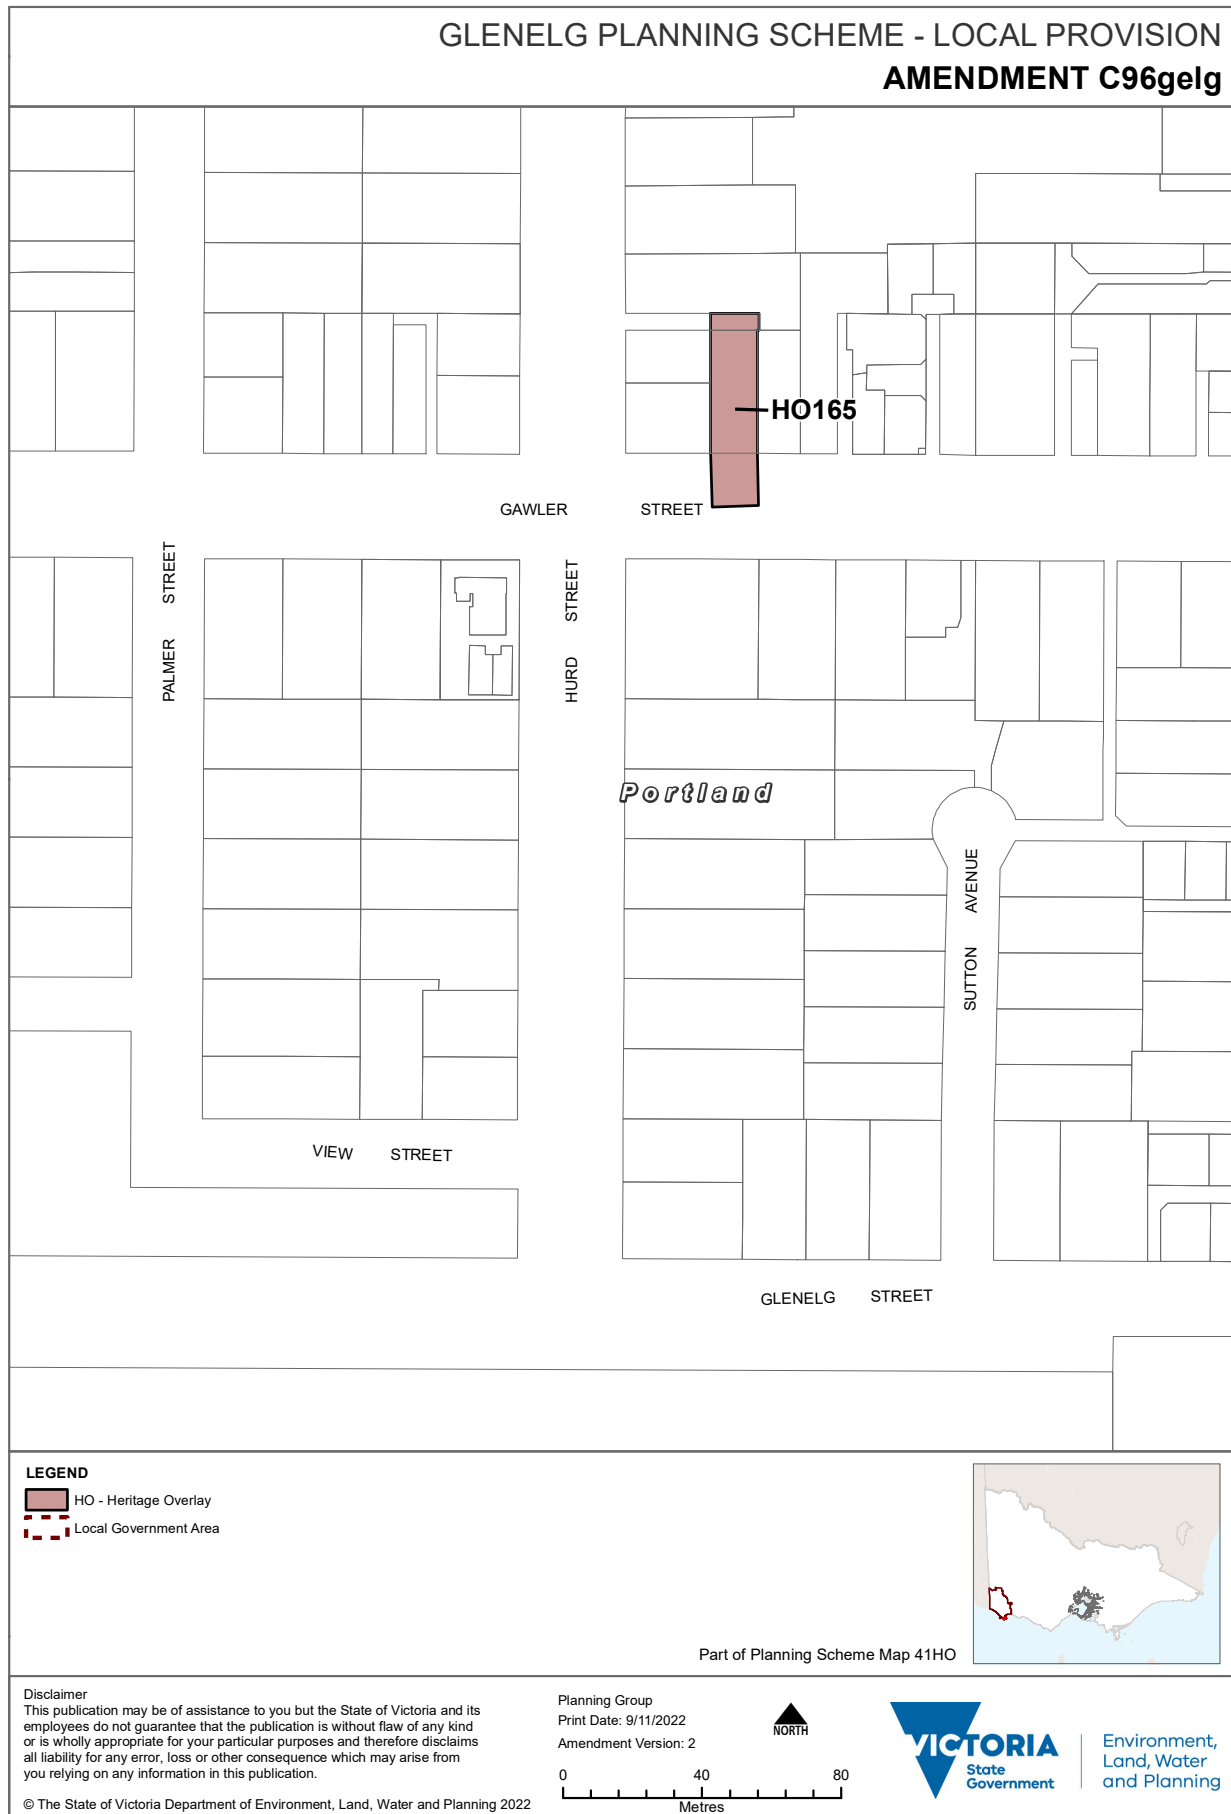 GLENELG PLANNING SCHEME - LOCAL PROVISION
AMENDMENT C96gelg
HO165
GAWLER STREET
PALMER STREET
HURD STREET
Portland
SUTTON AVENUE
VIEW STREET
GLENELG STREET
LEGEND
HO - Heritage Overlay
Local Government Area
Part of Planning Scheme Map 41HO
Disclaimer
This publication may be of assistance to you but the State of Victoria and its
employees do not guarantee that the publication is without flaw of any kind
or is wholly appropriate for your particular purposes and therefore disclaims
all liability for any error, loss or other consequence which may arise from
you relying on any information in this publication.
© The State of Victoria Department of Environment, Land, Water and Planning 2022
Planning Group
Print Date: 9/11/2022
Amendment Version: 2
NORTH
0 40 80
Metres
VICTORIA
State
Government
Environment,
Land, Water
and Planning